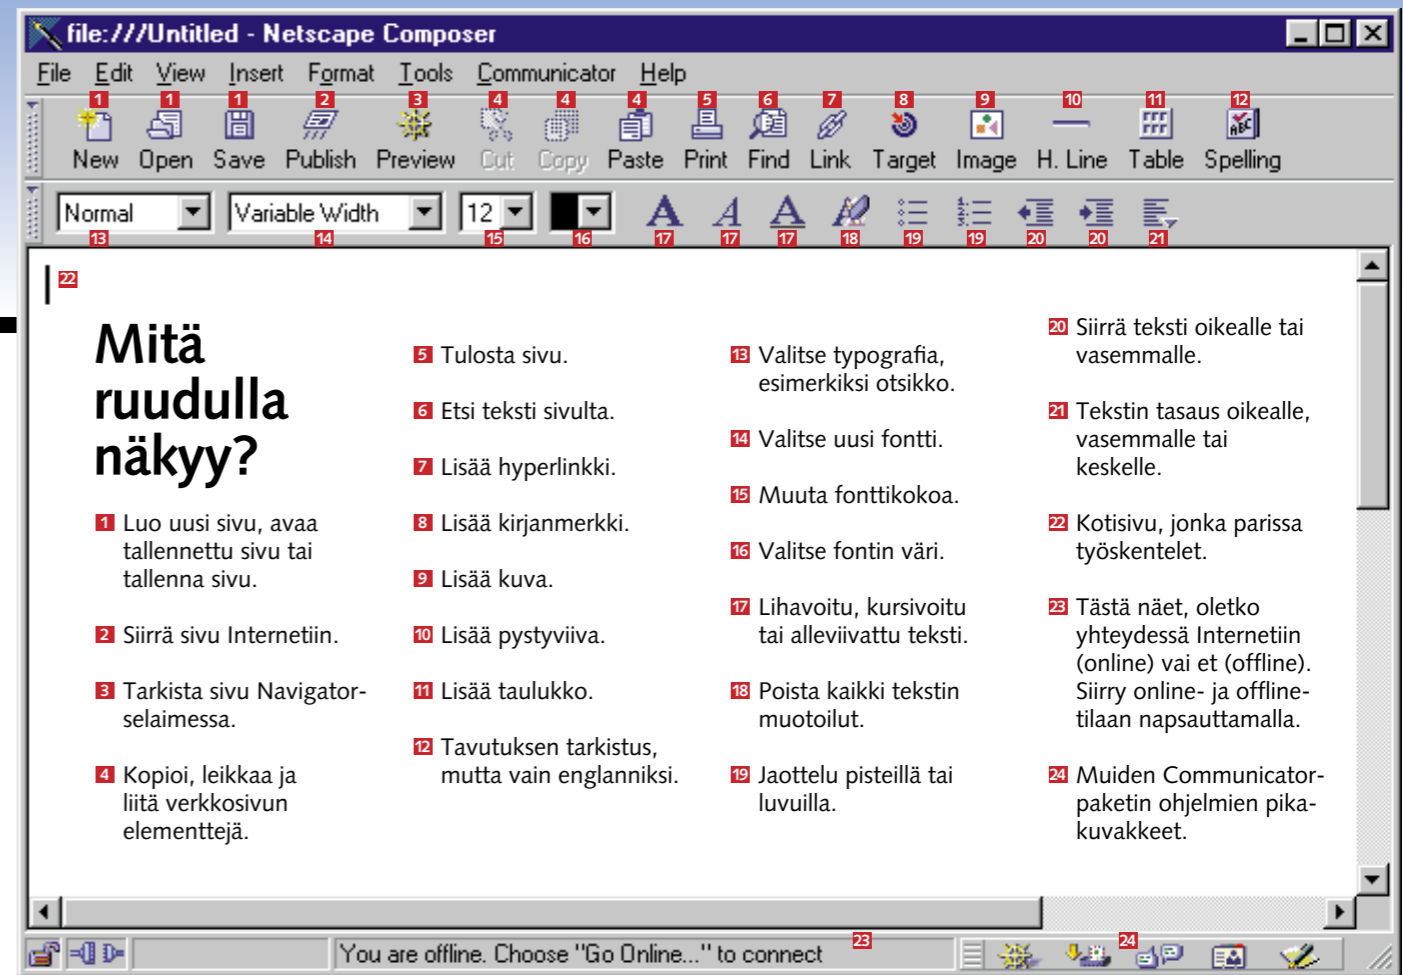 file:///Untitled - Netscape Composer
File Edit View Insert Format Tools Communicator Help
1 1 1 2 3 4 4 4 5 6 7 8 9 10 11 12
New Open Save Publish Preview Cut Copy Paste Print Find Link Target Image H. Line Table Spelling
Normal Variable Width 12
13 14 15 16 17 17 17 18 19 19 20 20 21
22
Mitä
ruudulla
näkyy?
1 Luo uusi sivu, avaa
tallennettu sivu tai
tallenna sivu.
2 Siirrä sivu Internetiin.
3 Tarkista sivu Navigator-
selaimessa.
4 Kopioi, leikkaa ja
liitä verkkosivun
elementtejä.
5 Tulosta sivu.
6 Etsi teksti sivulta.
7 Lisää hyperlinkki.
8 Lisää kirjanmerkki.
9 Lisää kuva.
10 Lisää pystyviiva.
11 Lisää taulukko.
12 Tavutuksen tarkistus,
mutta vain englanniksi.
13 Valitse typografia,
esimerkiksi otsikko.
14 Valitse uusi fontti.
15 Muuta fonttikokoa.
16 Valitse fontin väri.
17 Lihavoitu, kursivoitu
tai alleviivattu teksti.
18 Poista kaikki tekstin
muotoilut.
19 Jaottelu pisteillä tai
luvuilla.
20 Siirrä teksti oikealle tai
vasemmalle.
21 Tekstin tasaus oikealle,
vasemmalle tai
keskelle.
22 Kotisivu, jonka parissa
työskentelet.
23 Tästä näet, oletko
yhteydessä Internetiin
(online) vai et (offline).
Siirry online- ja offline-
tilaan napsauttamalla.
24 Muiden Communicator-
paketin ohjelmien pika-
kuvakkeet.
You are offline. Choose "Go Online..." to connect 23 24